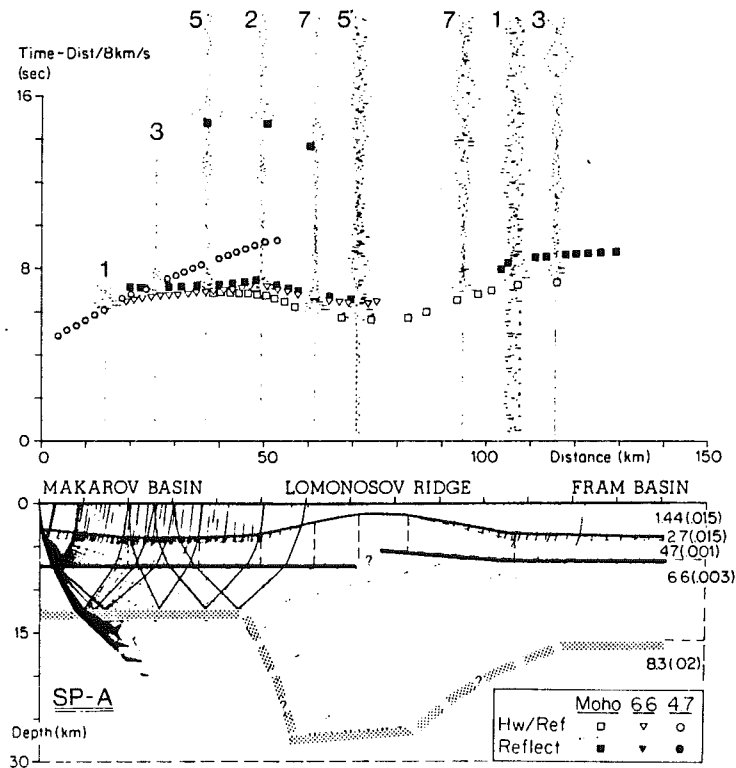 5 2 7 5 7 1 3
Time-Dist/8km/s
(sec)
16
3
8
1
0
0 50 100 150
Distance (km)
MAKAROV BASIN LOMONOSOV RIDGE FRAM BASIN
0
1.44(.015)
2.7(.015)
47(.001)
?
6.6(.003)
15
8.3(.02)
? ?
SP-A
Depth(km)
30
Moho 6.6 4.7
Hw/Ref
Reflect